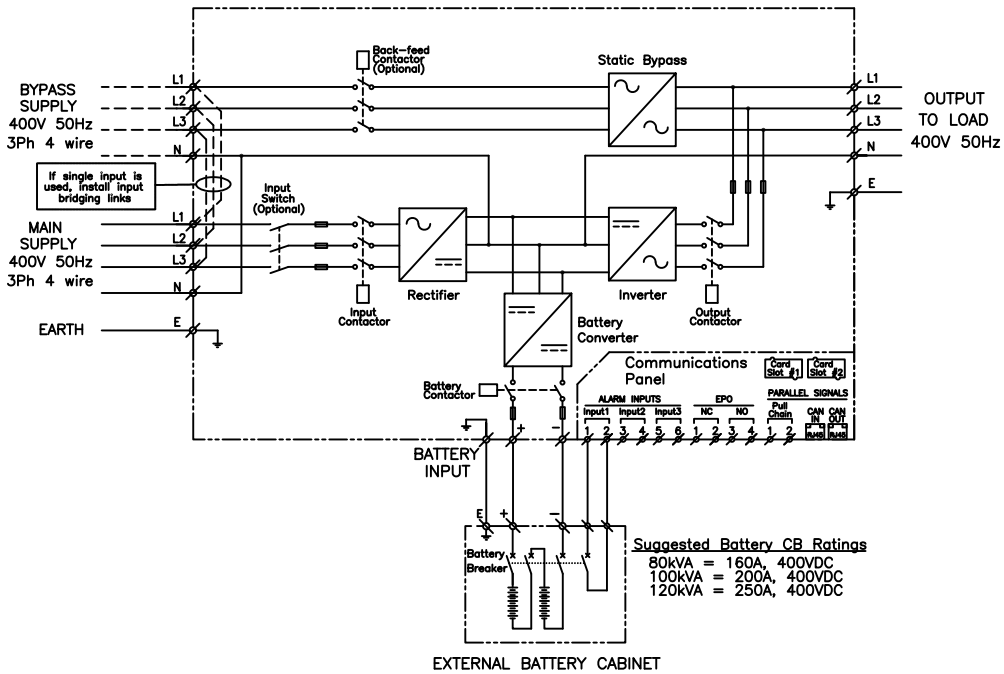 Back-feed
Contactor
(Optional)
Static Bypass
BYPASS
SUPPLY
400V 50Hz
3Ph 4 wire
L1
L2
L3
N
L1
L2
L3
N
E
OUTPUT
TO LOAD
400V 50Hz
If single input is
used, install input
bridging links
Input
Switch
(Optional)
MAIN
SUPPLY
400V 50Hz
3Ph 4 wire
L1
L2
L3
N
EARTH
E
Rectifier
Input
Contactor
Inverter
Output
Contactor
Battery
Converter
Battery
Contactor
Communications
Panel
Card
Slot #1
Card
Slot #2
PARALLEL SIGNALS
ALARM INPUTS
EPO
Pull
Chain
CAN
IN
CAN
OUT
Input1 Input2 Input3
NC NO
1 2 3 4 5 6 1 2 3 4 1 2
RJ45 RJ45
+ −
BATTERY
INPUT
E + −
Battery
Breaker
Suggested Battery CB Ratings
80kVA = 160A, 400VDC
100kVA = 200A, 400VDC
120kVA = 250A, 400VDC
EXTERNAL BATTERY CABINET